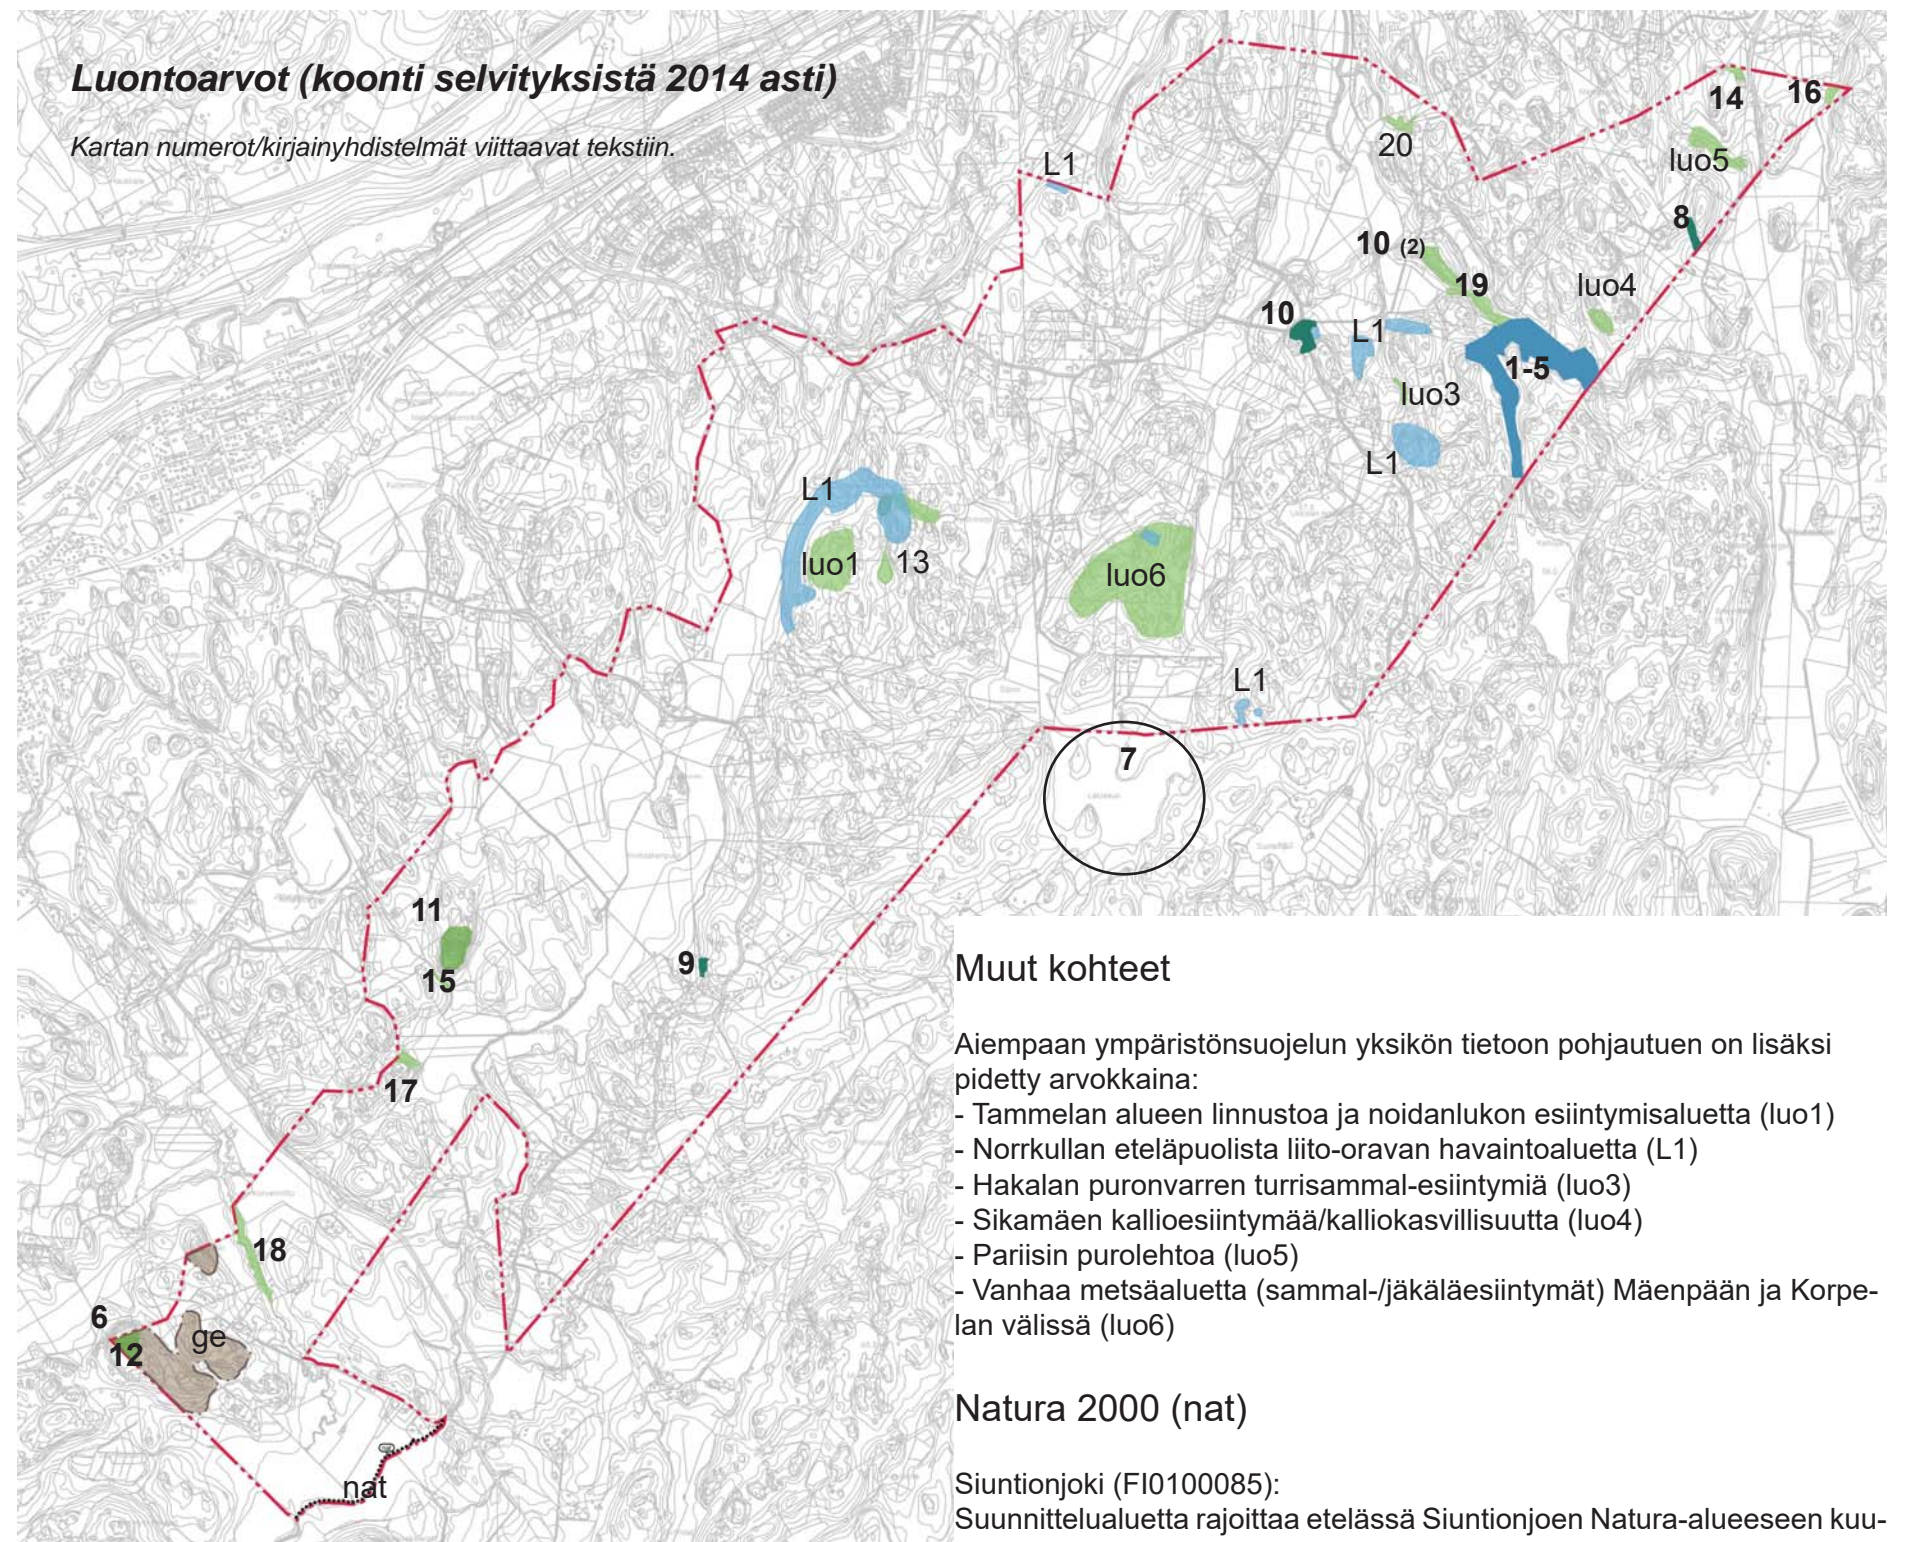 Luontoarvot (koonti selvityksistä 2014 asti)
Kartan numerot/kirjainyhdistelmät viittaavat tekstiin.
14
16
L1
20
luo5
8
10 (2)
19
luo4
10
L1
1-5
luo3
L1
L1
luo1
13
luo6
L1
7
11
15
9
17
18
6
12
ge
nat
Muut kohteet
Aiempaan ympäristönsuojelun yksikön tietoon pohjautuen on lisäksi
pidetty arvokkaina:
- Tammelan alueen linnustoa ja noidanlukon esiintymisaluetta (luo1)
- Norrkullan eteläpuolista liito-oravan havaintoaluetta (L1)
- Hakalan puronvarren turrisammal-esiintymiä (luo3)
- Sikamäen kallioesiintymää/kalliokasvillisuutta (luo4)
- Pariisin purolehtoa (luo5)
- Vanhaa metsäaluetta (sammal-/jäkäläesiintymät) Mäenpään ja Korpe-
lan välissä (luo6)
Natura 2000 (nat)
Siuntionjoki (FI0100085):
Suunnittelualuetta rajoittaa etelässä Siuntionjoen Natura-alueeseen kuu-